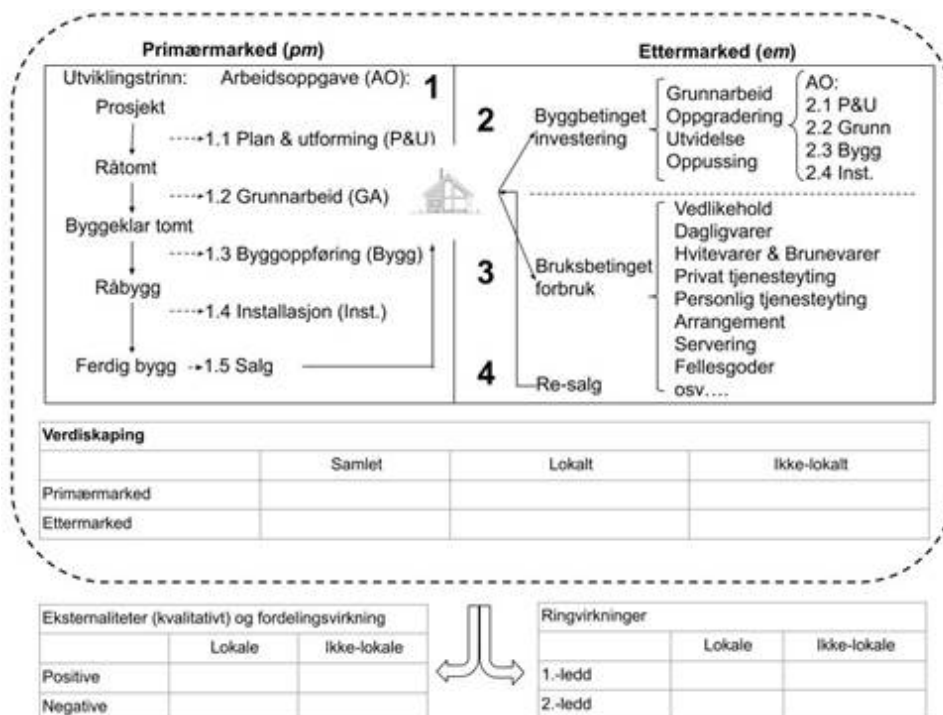 Primærmarked (pm)
Utviklingstrinn: Arbeidsoppgave (AO): 1
Prosjekt
1.1 Plan & utforming (P&U)
Råtomt
1.2 Grunnarbeid (GA)
Byggeklar tomt
1.3 Byggoppføring (Bygg)
Råbygg
1.4 Installasjon (Inst.)
Ferdig bygg 1.5 Salg
Ettermarked (em)
2
Byggbetinget
investering
Grunnarbeid
Oppgradering
Utvidelse
Oppussing
AO:
2.1 P&U
2.2 Grunn
2.3 Bygg
2.4 Inst.
3
Bruksbetinget
forbruk
Vedlikehold
Dagligvarer
Hvitevarer & Brunevarer
Privat tjenesteyting
Personlig tjenesteyting
Arrangement
Servering
Fellesgoder
osv....
4
Re-salg
Verdiskaping
Samlet Lokalt Ikke-lokalt
Primærmarked
Ettermarked
Eksternaliteter (kvalitativt) og fordelingsvirkning
Lokale Ikke-lokale
Positive
Negative
Ringvirkninger
Lokale Ikke-lokale
1.-ledd
2.-ledd